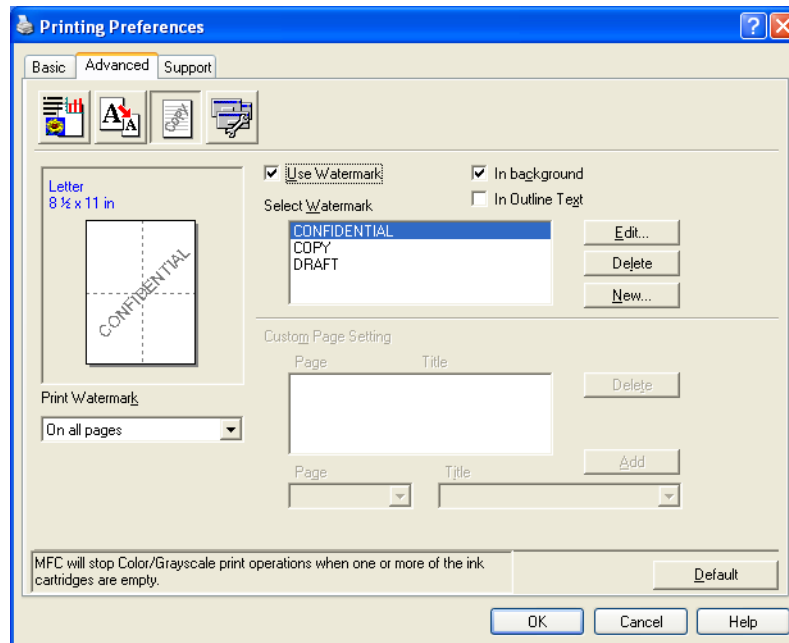 Printing Preferences
Basic
Advanced
Support
COPY
Letter
8 ½ x 11 in
CONFIDENTIAL
Print Watermark
On all pages
Use Watermark
In background
In Outline Text
Select Watermark
CONFIDENTIAL
COPY
DRAFT
Edit...
Delete
New...
Custom Page Setting
Page Title
Delete
Add
Page Title
MFC will stop Color/Grayscale print operations when one or more of the ink
cartridges are empty.
Default
OK
Cancel
Help